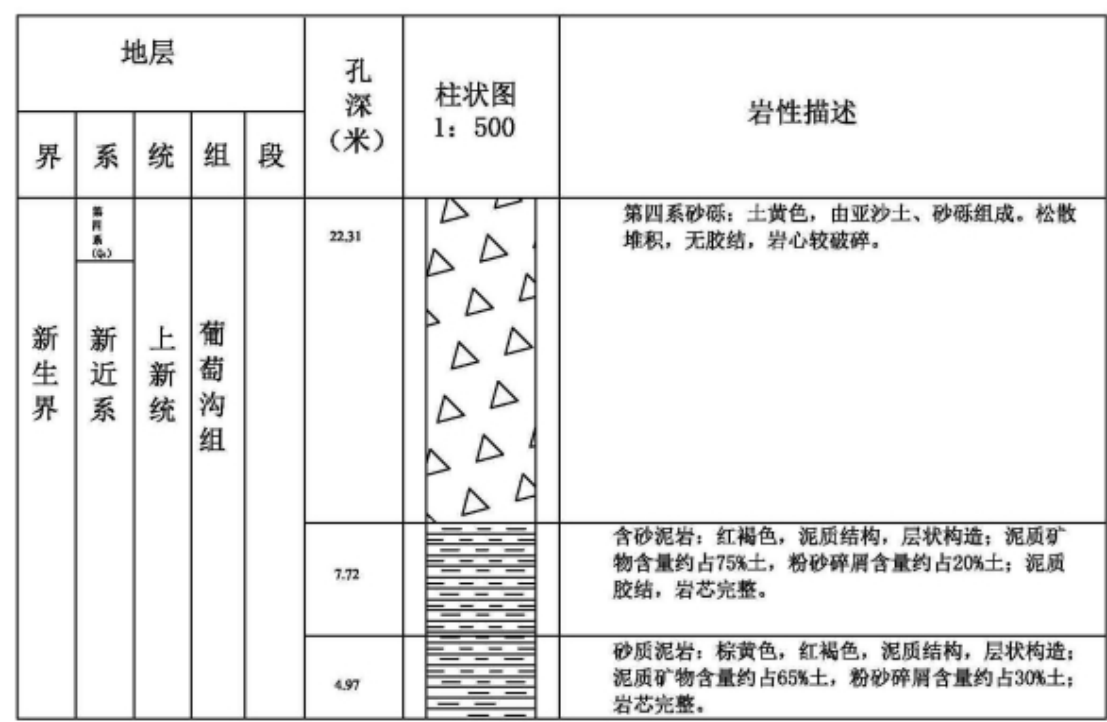 地层
界
系
统
组
段
孔深（米）
柱状图
1：500
岩性描述
新生界
第四系
新近系
上新统
葡萄沟组
22.31
第四系砂砾：土黄色，由亚沙土、砂砾组成。松散
堆积，无胶结，岩心较破碎。
7.72
含砂泥岩：红褐色，泥质结构，层状构造；泥质矿
物含量约占75%土，粉砂碎屑含量约占20%土；泥质
胶结，岩芯完整。
4.97
砂质泥岩：棕黄色，红褐色，泥质结构，层状构造；
泥质矿物含量约占65%土，粉砂碎屑含量约占30%土；
岩芯完整。